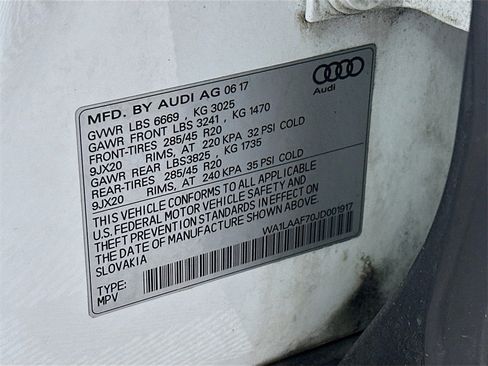 MFD. BY AUDI AG 06 17
GVWR LBS 6669, KG 3025
GAWR FRONT LBS 3241, KG 1470
FRONT-TIRES 285/45 R20
9JX20 RIMS, AT 220 KPA 32 PSI COLD
GAWR REAR LBS3825, KG 1735
REAR-TIRES 285/45 R20
9JX20 RIMS, AT 240 KPA 35 PSI COLD
THIS VEHICLE CONFORMS TO ALL APPLICABLE
U.S. FEDERAL MOTOR VEHICLE SAFETY AND
THEFT PREVENTION STANDARDS IN EFFECT ON
THE DATE OF MANUFACTURE SHOWN ABOVE.
SLOVAKIA
WA1LAAF70JD001917
TYPE:
MPV
Audi